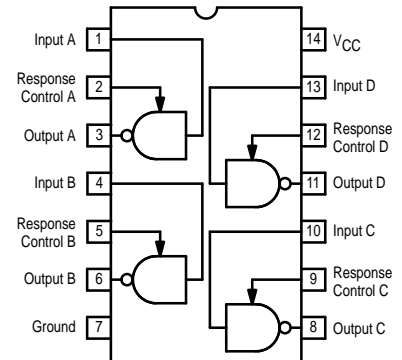 Input A 1
Response Control A 2
Output A 3
Input B 4
Response Control B 5
Output B 6
Ground 7
14 VCC
13 Input D
12 Response Control D
11 Output D
10 Input C
9 Response Control C
8 Output C